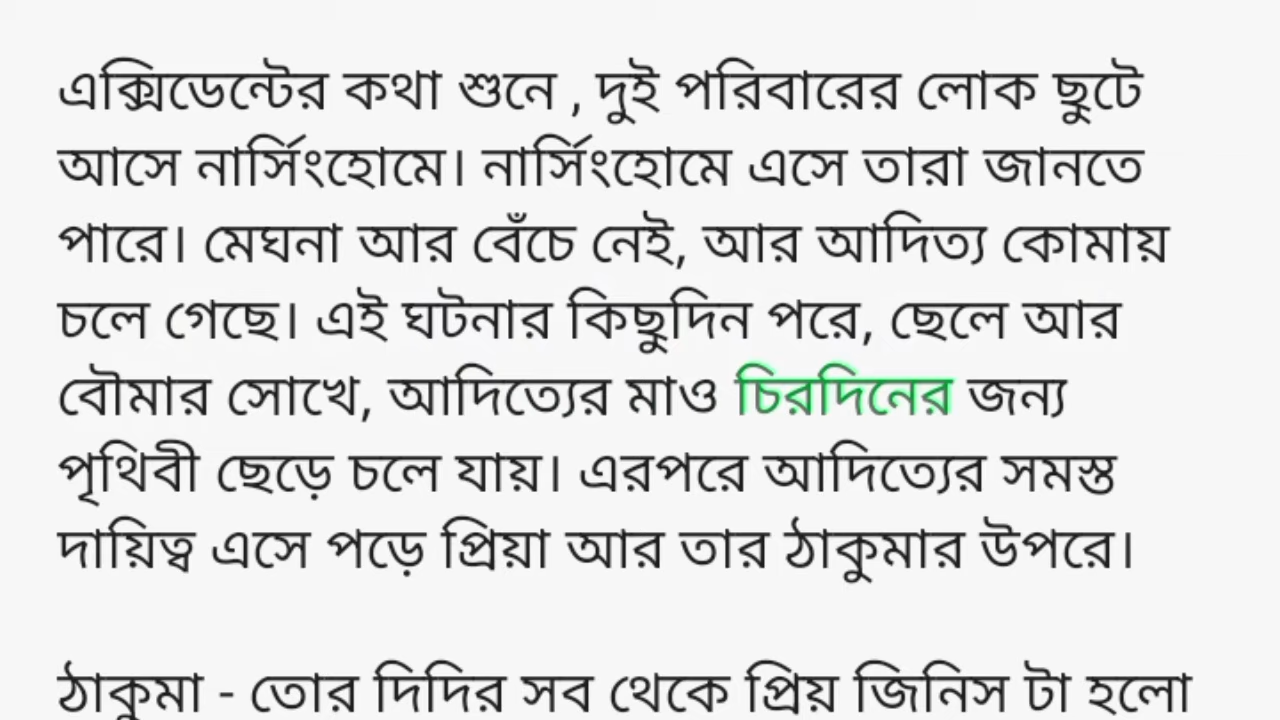 এক্সিডেন্টের কথা শুনে , দুই পরিবারের লোক ছুটে
আসে নার্সিংহোমে। নার্সিংহোমে এসে তারা জানতে
পারে। মেঘনা আর বেঁচে নেই, আর আদিত্য কোমায়
চলে গেছে। এই ঘটনার কিছুদিন পরে, ছেলে আর
বৌমার সোখে, আদিত্যের মাও চিরদিনের জন্য
পৃথিবী ছেড়ে চলে যায়। এরপরে আদিত্যের সমস্ত
দায়িত্ব এসে পড়ে প্রিয়া আর তার ঠাকুমার উপরে।
ঠাকুমা - তোর দিদির সব থেকে প্রিয় জিনিস টা হলো